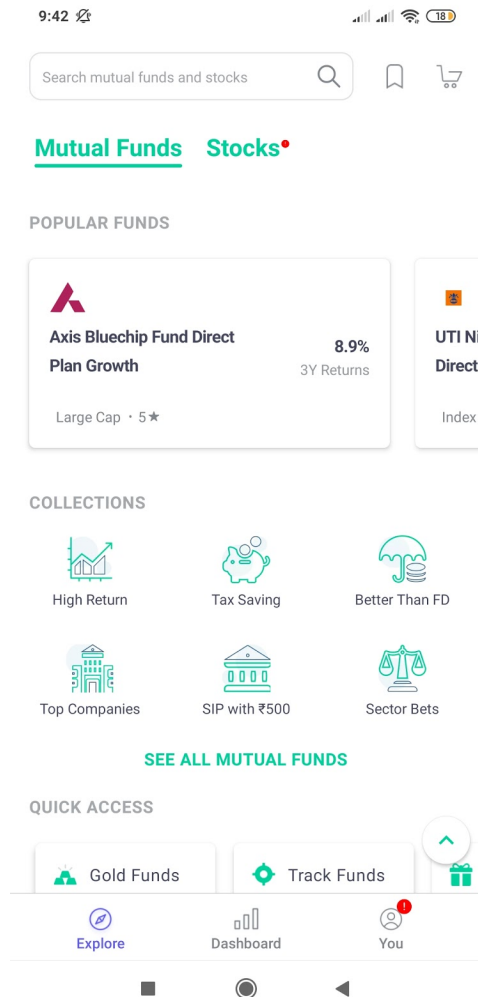 9:42
18
Search mutual funds and stocks
Mutual Funds Stocks
POPULAR FUNDS
Axis Bluechip Fund Direct
Plan Growth
8.9%
3Y Returns
Large Cap · 5★
UTI Ni
Direct
Index
COLLECTIONS
High Return Tax Saving Better Than FD
Top Companies SIP with ₹500 Sector Bets
SEE ALL MUTUAL FUNDS
QUICK ACCESS
Gold Funds Track Funds
!
Explore Dashboard You